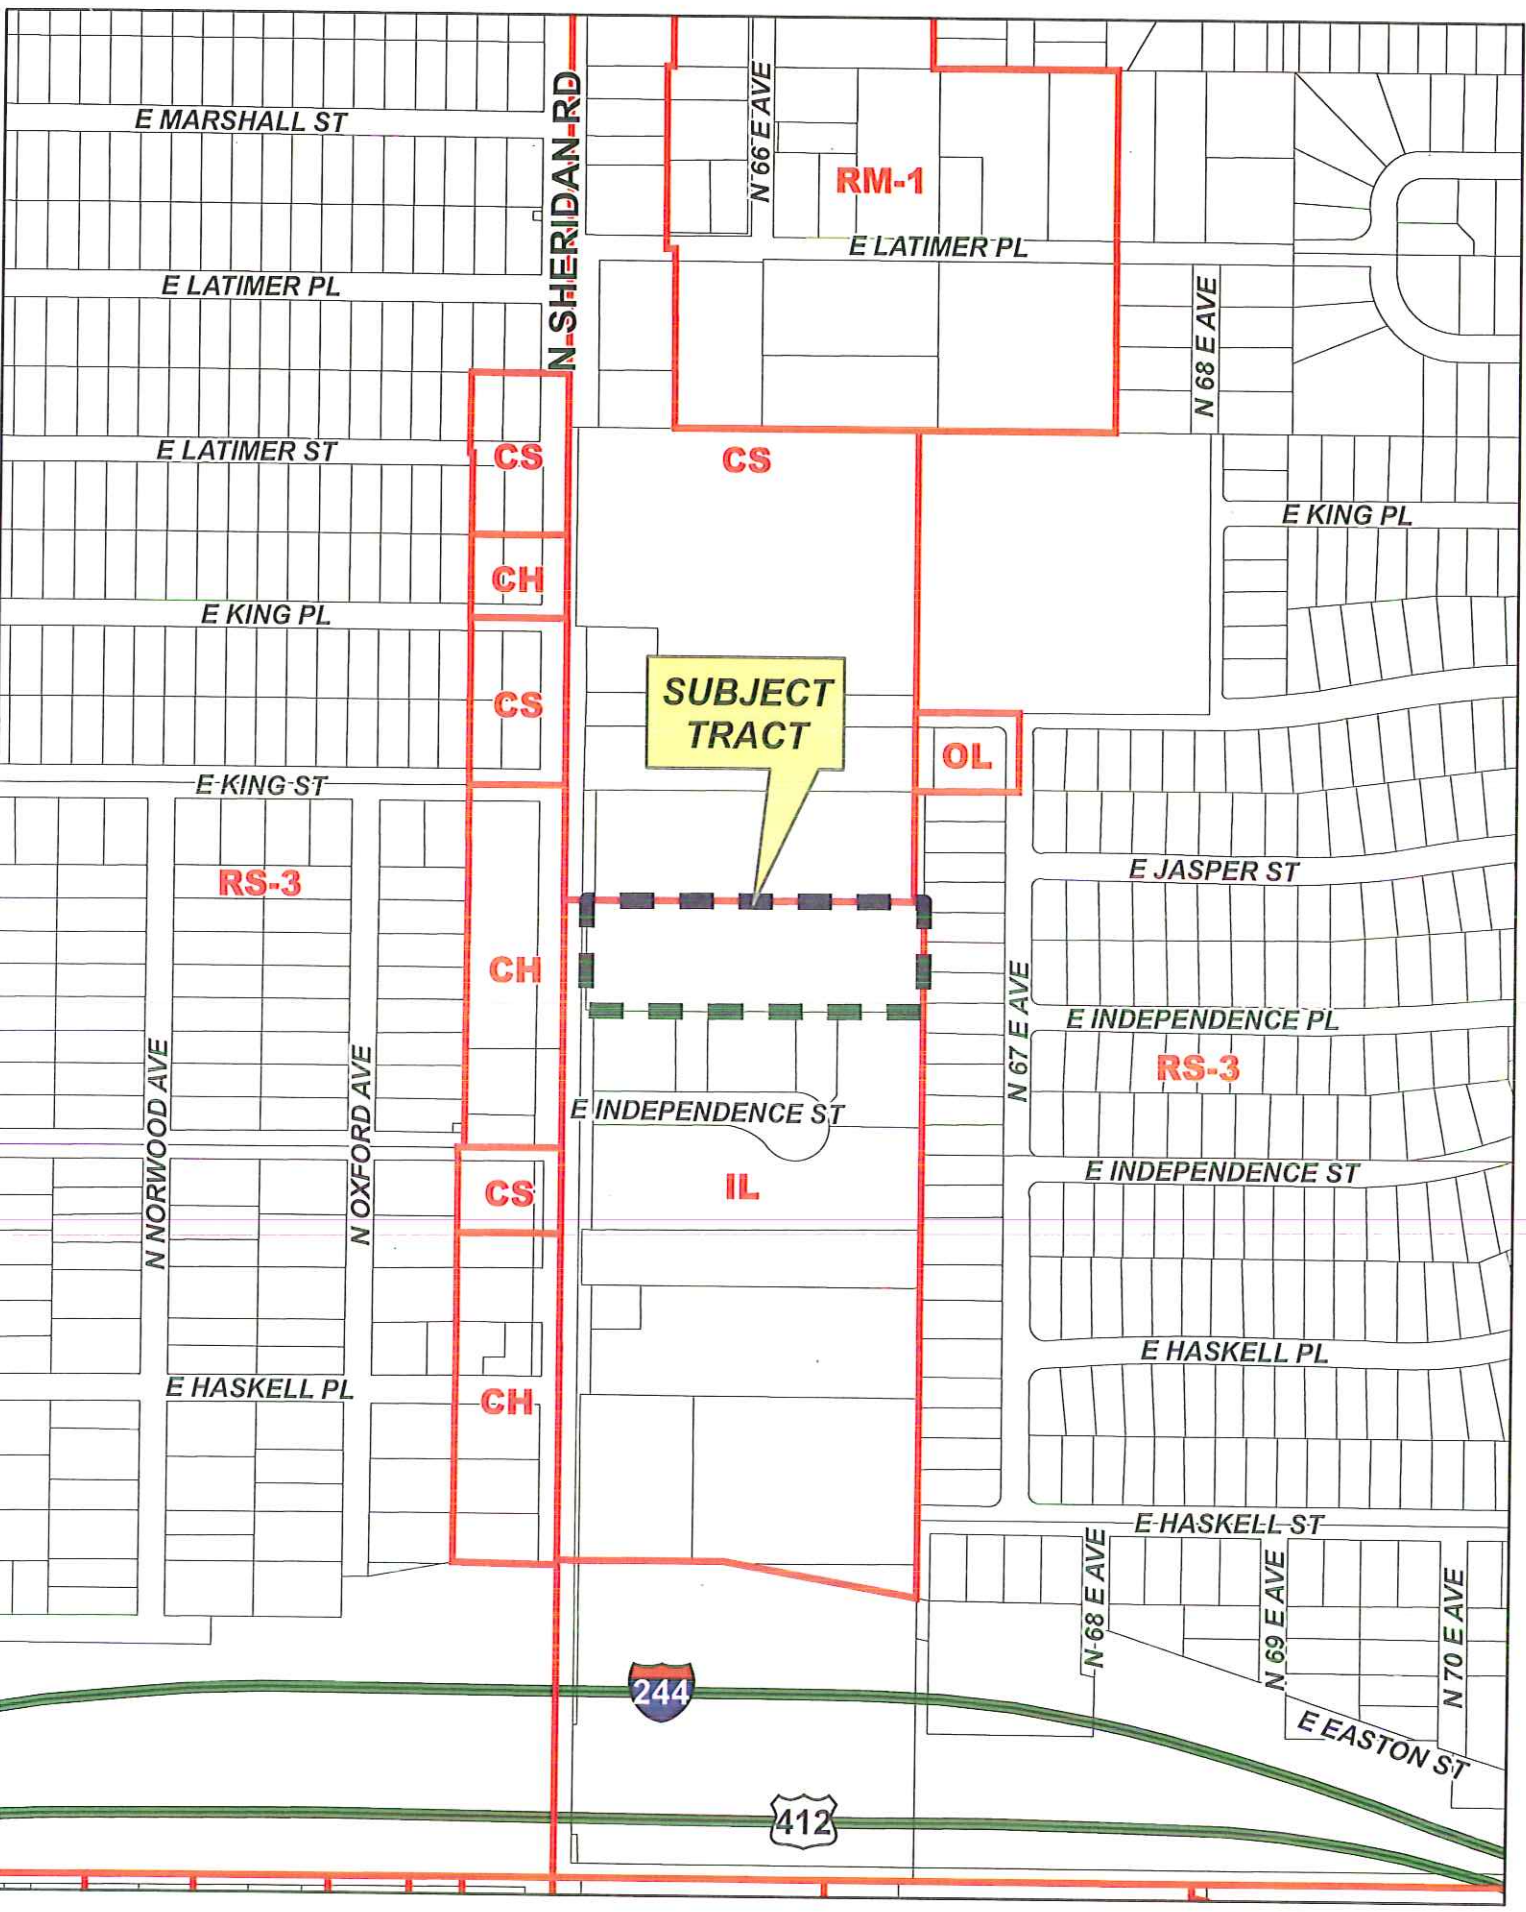 E MARSHALL ST
N SHERIDAN RD
N 66 E AVE
RM-1
E LATIMER PL
E LATIMER PL
N 68 E AVE
E LATIMER ST
CS
CS
E KING PL
CH
E KING PL
CS
SUBJECT
TRACT
OL
E KING ST
RS-3
E JASPER ST
CH
N 67 E AVE
E INDEPENDENCE PL
RS-3
N NORWOOD AVE
N OXFORD AVE
E INDEPENDENCE ST
E INDEPENDENCE ST
CS
IL
E HASKELL PL
E HASKELL PL
CH
E HASKELL ST
N 68 E AVE
N 69 E AVE
N 70 E AVE
244
E EASTON ST
412